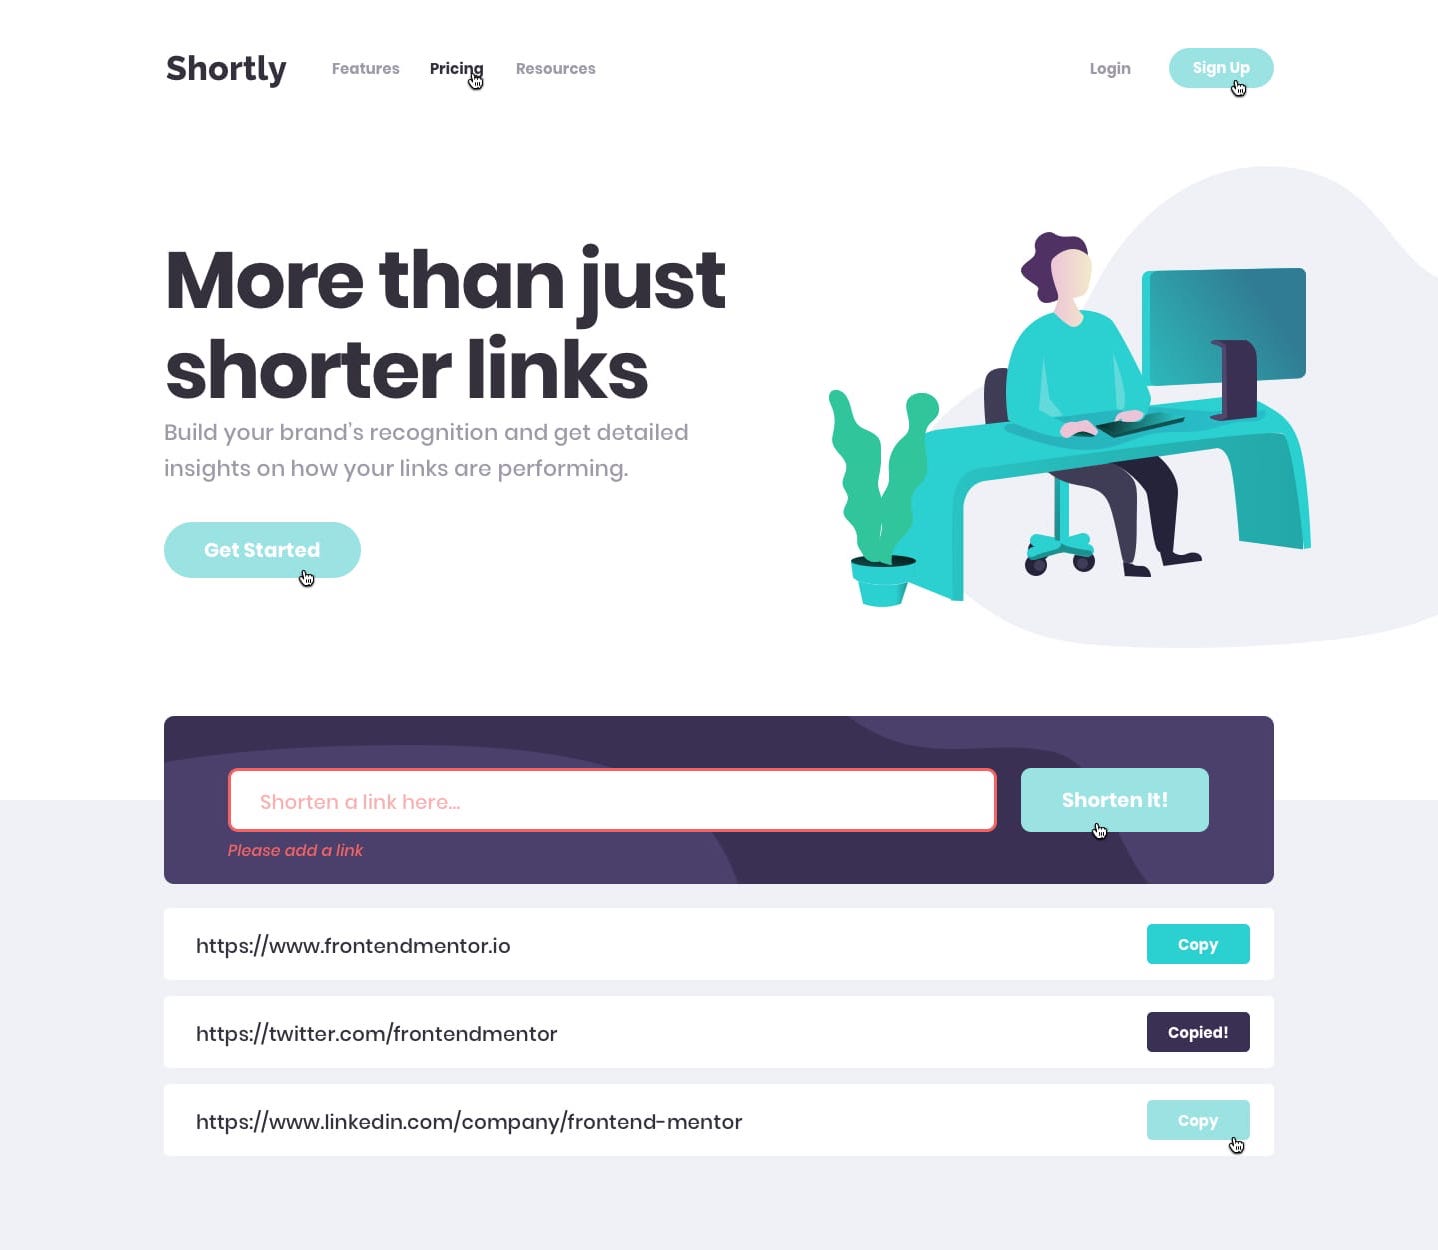 Shortly Features Pricing Resources Login Sign Up
More than just
shorter links
Build your brand's recognition and get detailed
insights on how your links are performing.
Get Started
Shorten a link here...
Shorten It!
Please add a link
https://www.frontendmentor.io Copy
https://twitter.com/frontendmentor Copied!
https://www.linkedin.com/company/frontend-mentor Copy